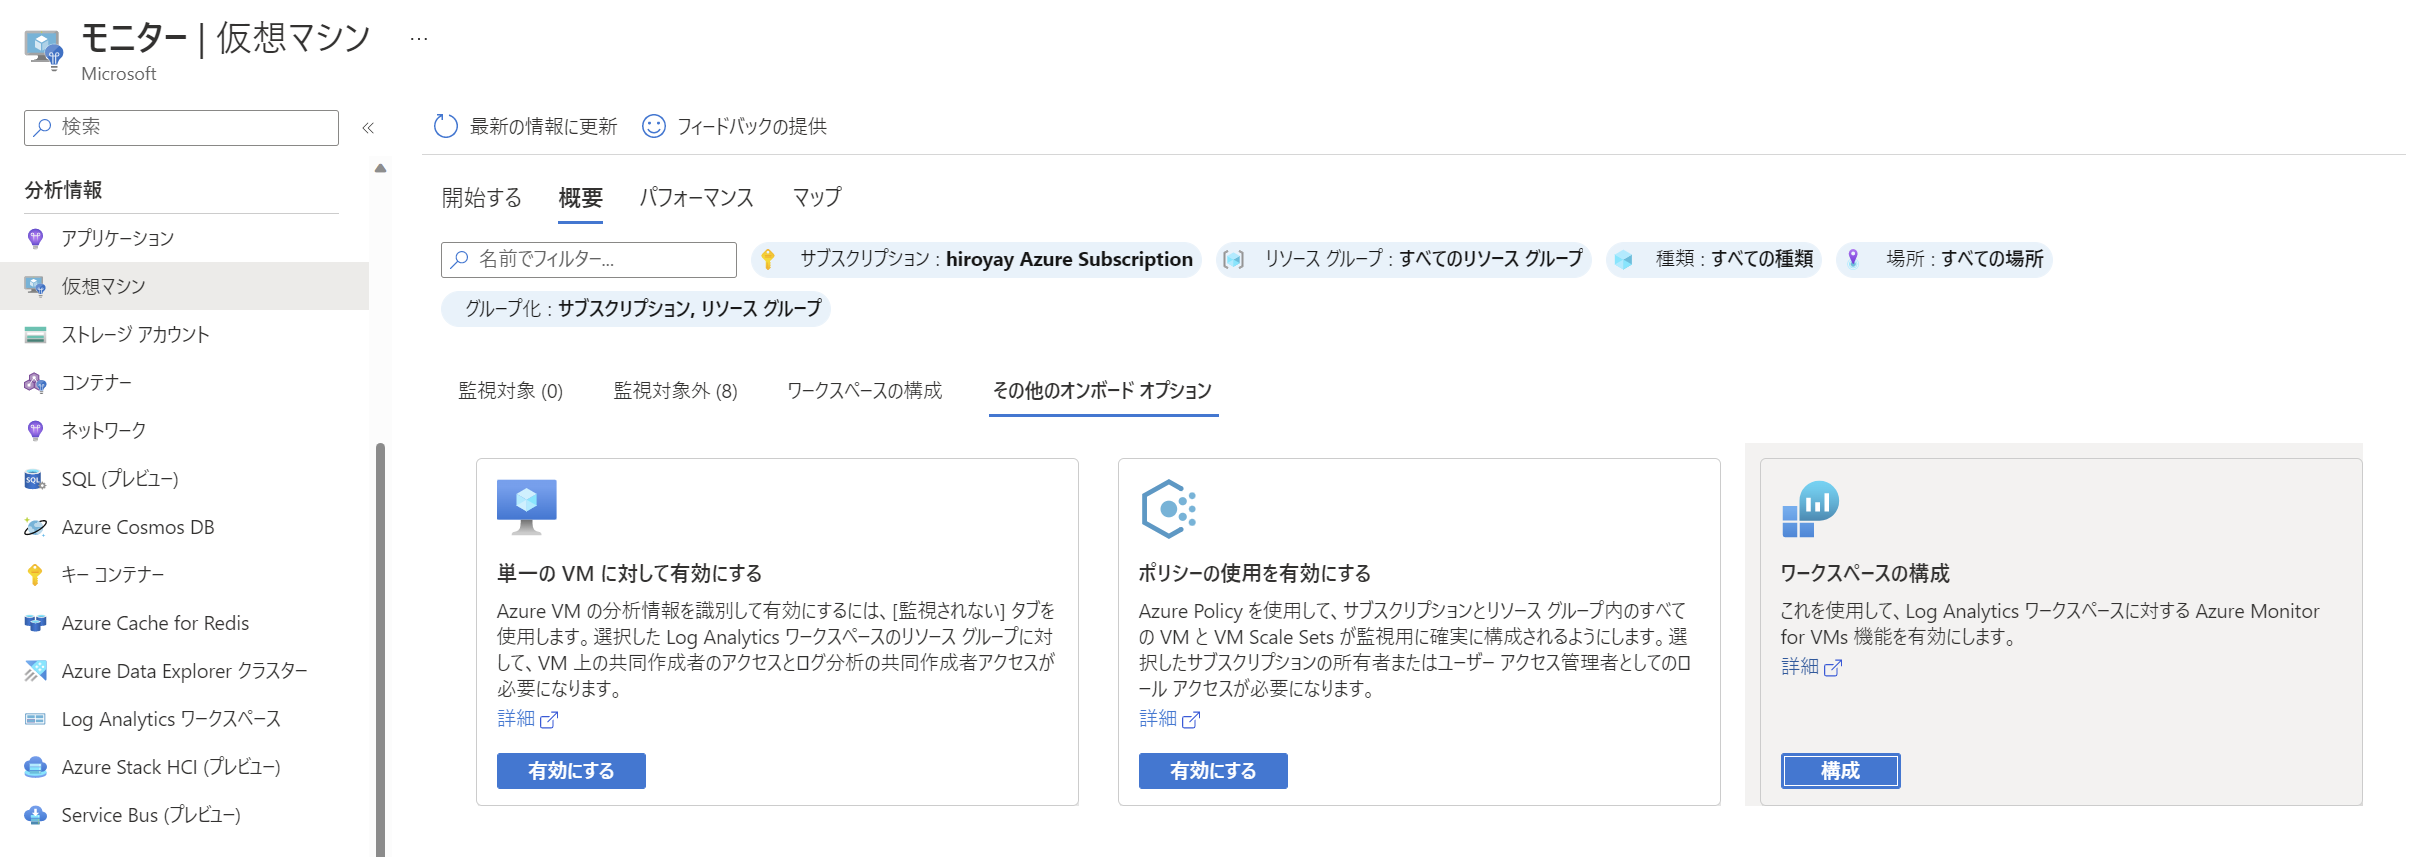 モニター | 仮想マシン ...
Microsoft
検索
«
最新の情報に更新
フィードバックの提供
分析情報
アプリケーション
仮想マシン
ストレージ アカウント
コンテナー
ネットワーク
SQL (プレビュー)
Azure Cosmos DB
キー コンテナー
Azure Cache for Redis
Azure Data Explorer クラスター
Log Analytics ワークスペース
Azure Stack HCI (プレビュー)
Service Bus (プレビュー)
開始する 概要 パフォーマンス マップ
名前でフィルター...
サブスクリプション : hiroyay Azure Subscription
リソース グループ : すべてのリソース グループ
種類 : すべての種類
場所 : すべての場所
グループ化 : サブスクリプション, リソース グループ
監視対象 (0) 監視対象外 (8) ワークスペースの構成 その他のオンボード オプション
SQL
単一の VM に対して有効にする
Azure VM の分析情報を識別して有効にするには、[監視されない] タブを
使用します。選択した Log Analytics ワークスペースのリソース グループに対
して、VM 上の共同作成者のアクセスとログ分析の共同作成者アクセスが
必要になります。
詳細
有効にする
ポリシーの使用を有効にする
Azure Policy を使用して、サブスクリプションとリソース グループ内のすべて
の VM と VM Scale Sets が監視用に確実に構成されるようにします。選
択したサブスクリプションの所有者またはユーザー アクセス管理者としてのロ
ール アクセスが必要になります。
詳細
有効にする
ワークスペースの構成
これを使用して、Log Analytics ワークスペースに対する Azure Monitor
for VMs 機能を有効にします。
詳細
構成